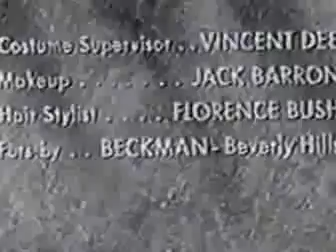 Costume Supervisor . . VINCENT DEE
Makeup . . . . . . . JACK BARRON
Hair Stylist . . . . . FLORENCE BUSH
Furs by . . BECKMAN - Beverly Hills